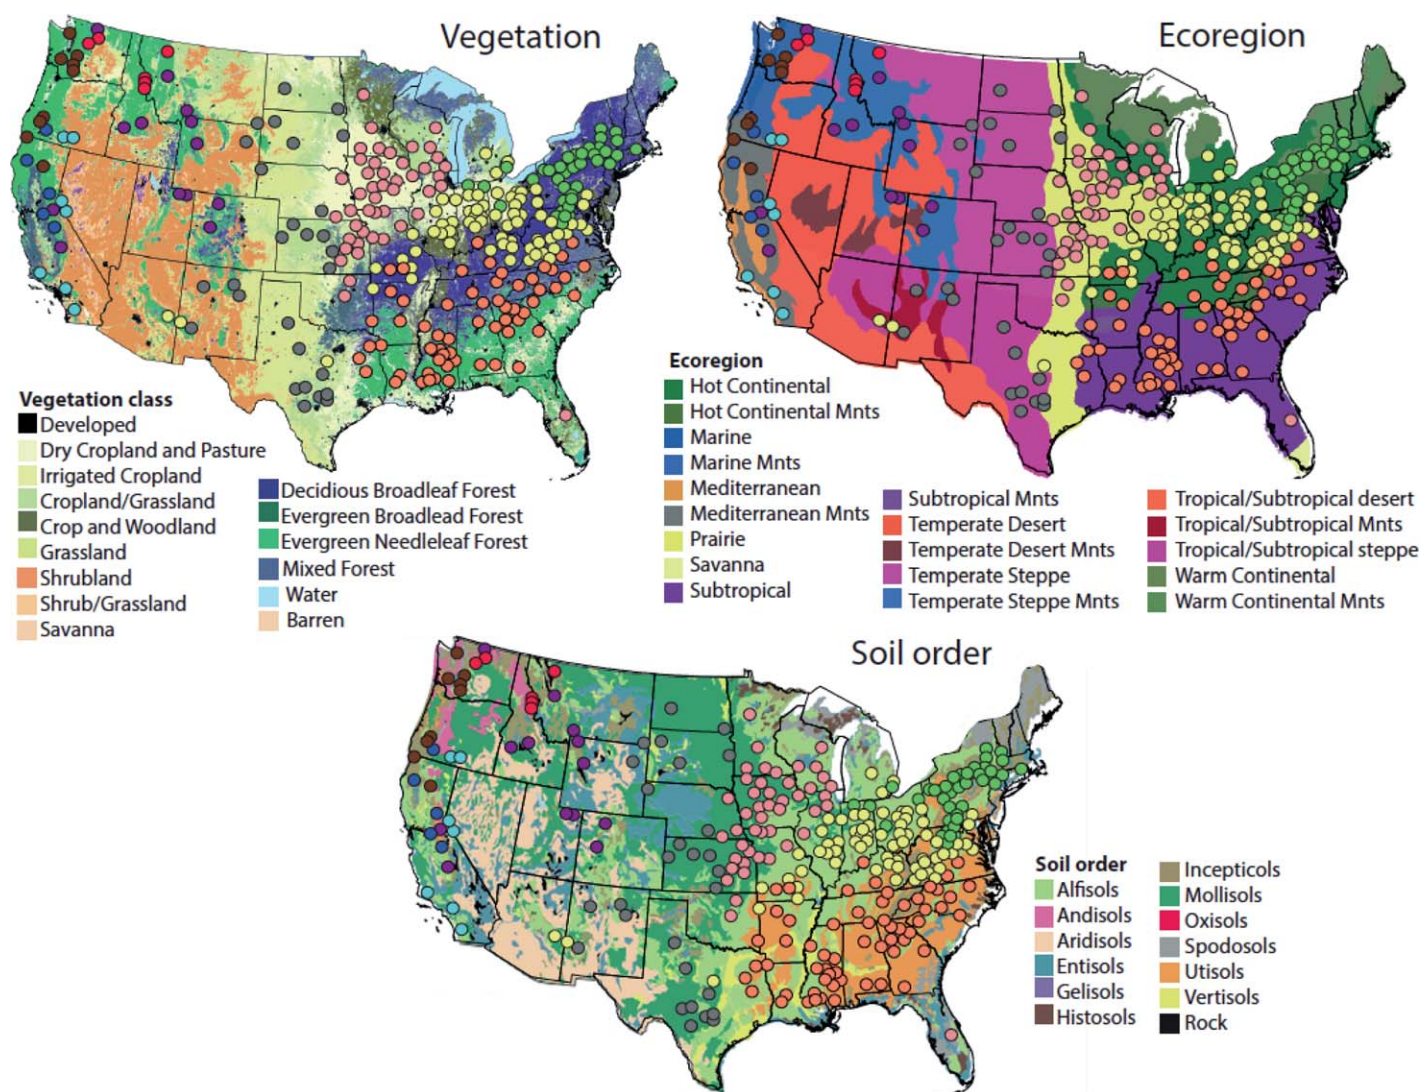 Vegetation
Ecoregion
Vegetation class
Developed
Dry Cropland and Pasture
Irrigated Cropland
Cropland/Grassland
Crop and Woodland
Grassland
Shrubland
Shrub/Grassland
Savanna
Decidious Broadleaf Forest
Evergreen Broadlead Forest
Evergreen Needleleaf Forest
Mixed Forest
Water
Barren
Ecoregion
Hot Continental
Hot Continental Mnts
Marine
Marine Mnts
Mediterranean
Mediterranean Mnts
Prairie
Savanna
Subtropical
Subtropical Mnts
Temperate Desert
Temperate Desert Mnts
Temperate Steppe
Temperate Steppe Mnts
Tropical/Subtropical desert
Tropical/Subtropical Mnts
Tropical/Subtropical steppe
Warm Continental
Warm Continental Mnts
Soil order
Soil order
Alfisols
Andisols
Aridisols
Entisols
Gelisols
Histosols
Incepticols
Mollisols
Oxisols
Spodosols
Utisols
Vertisols
Rock